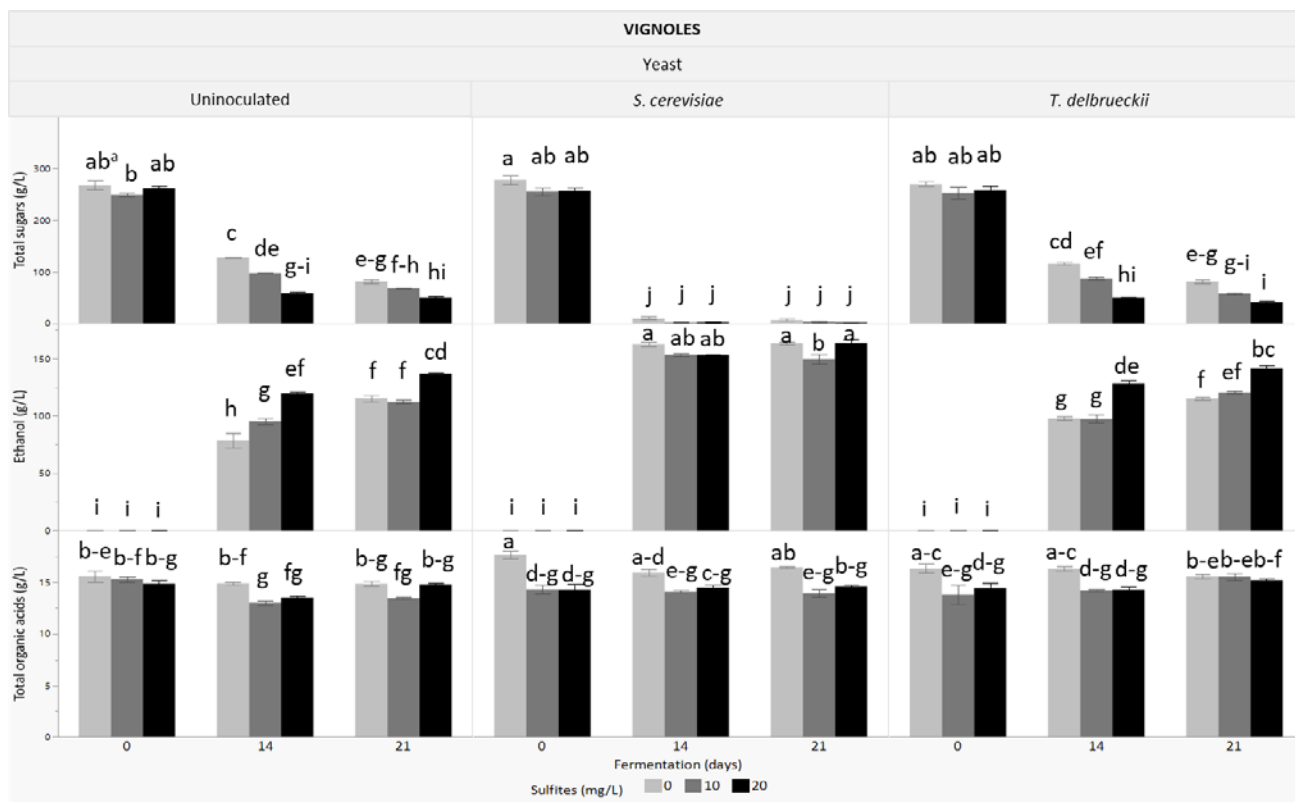 VIGNOLES
Yeast
Uninoculated S. cerevisiae T. delbrueckii
Total sugars (g/L)
300
200
100
0
abᵃ b ab
c de g-i
e-g f-h hi
a ab ab
j j j
j j j
ab ab ab
cd ef hi
e-g g-i i
Ethanol (g/L)
150
100
50
0
i i i
h g ef
f f cd
i i i
a ab ab
a b a
i i i
g g de
f ef bc
Total organic acids (g/L)
15
10
5
0
b-e b-f b-g
b-f g fg
b-g fg b-g
a d-g d-g
a-d e-g c-g
ab e-g b-g
a-c e-g d-g
a-c d-g d-g
b-e b-e b-f
0 14 21 0 14 21 0 14 21
Fermentation (days)
Sulfites (mg/L) 0 10 20